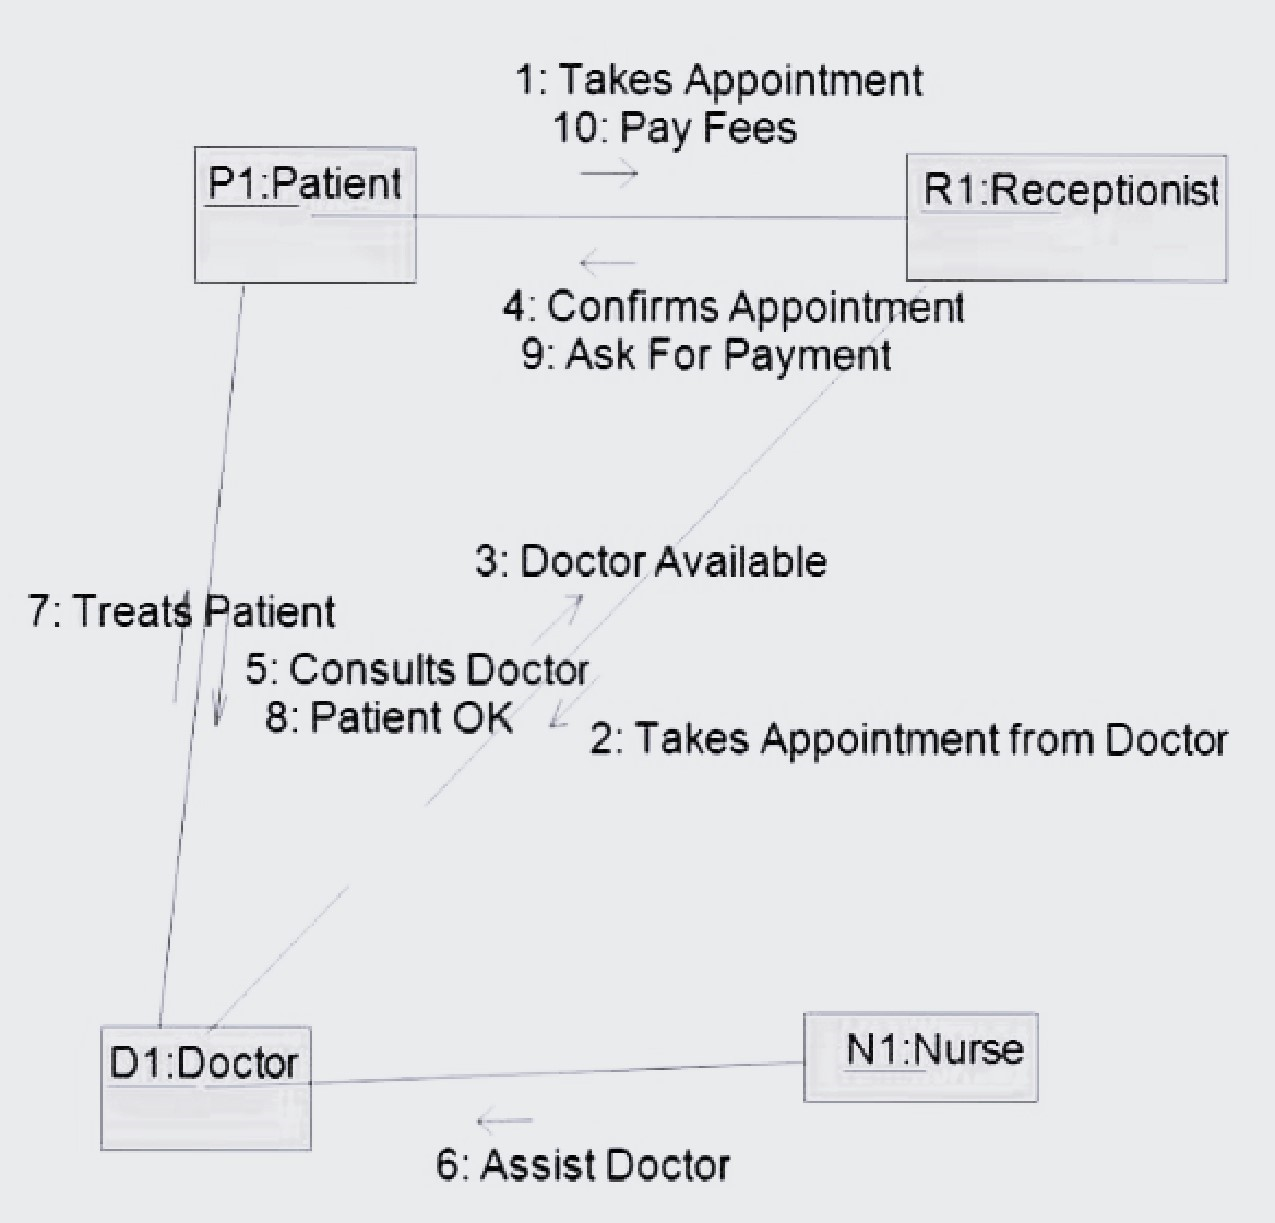 1: Takes Appointment
10: Pay Fees
P1:Patient
R1:Receptionist
4: Confirms Appointment
9: Ask For Payment
3: Doctor Available
7: Treats Patient
5: Consults Doctor
8: Patient OK
2: Takes Appointment from Doctor
D1:Doctor
N1:Nurse
6: Assist Doctor